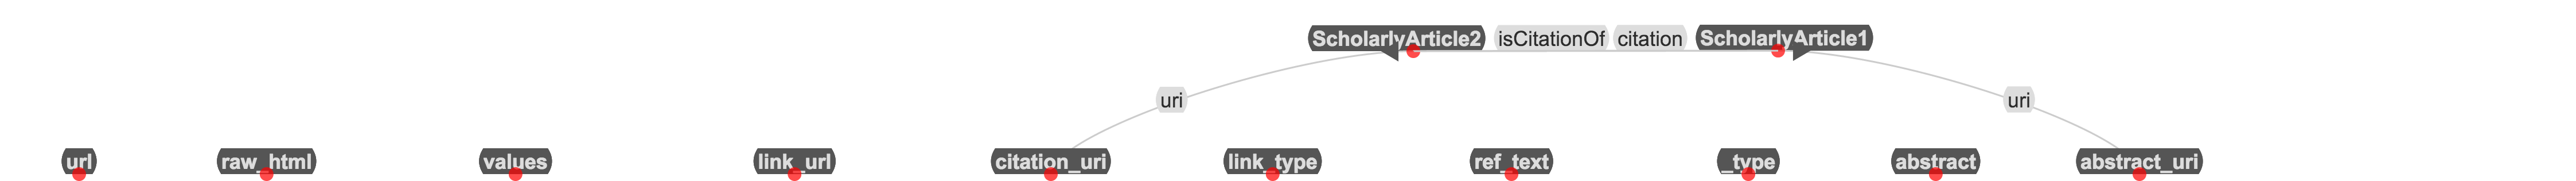 ScholarlyArticle2 isCitationOf citation ScholarlyArticle1
uri uri
url raw_html values link_url citation_uri link_type ref_text _type abstract abstract_uri